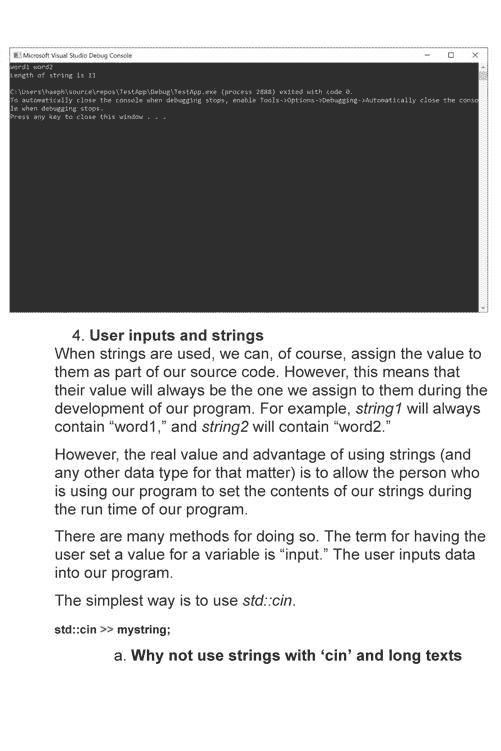 Microsoft Visual Studio Debug Console
word1 word2
Length of string is 11
C:\Users\haeph\source\repos\TestApp\Debug\TestApp.exe (process 2888) exited with code 0.
To automatically close the console when debugging stops, enable Tools->Options->Debugging->Automatically close the conso
le when debugging stops.
Press any key to close this window . . .
4. User inputs and strings
When strings are used, we can, of course, assign the value to
them as part of our source code. However, this means that
their value will always be the one we assign to them during the
development of our program. For example, string1 will always
contain “word1,” and string2 will contain “word2.”
However, the real value and advantage of using strings (and
any other data type for that matter) is to allow the person who
is using our program to set the contents of our strings during
the run time of our program.
There are many methods for doing so. The term for having the
user set a value for a variable is “input.” The user inputs data
into our program.
The simplest way is to use std::cin.
std::cin >> mystring;
a. Why not use strings with ‘cin’ and long texts